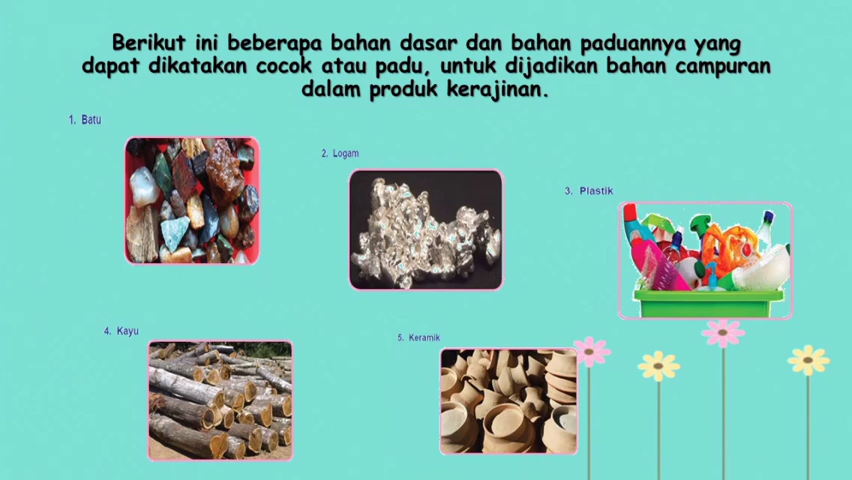 Berikut ini beberapa bahan dasar dan bahan paduannya yang
dapat dikatakan cocok atau padu, untuk dijadikan bahan campuran
dalam produk kerajinan.
1. Batu
2. Logam
3. Plastik
4. Kayu
5. Keramik